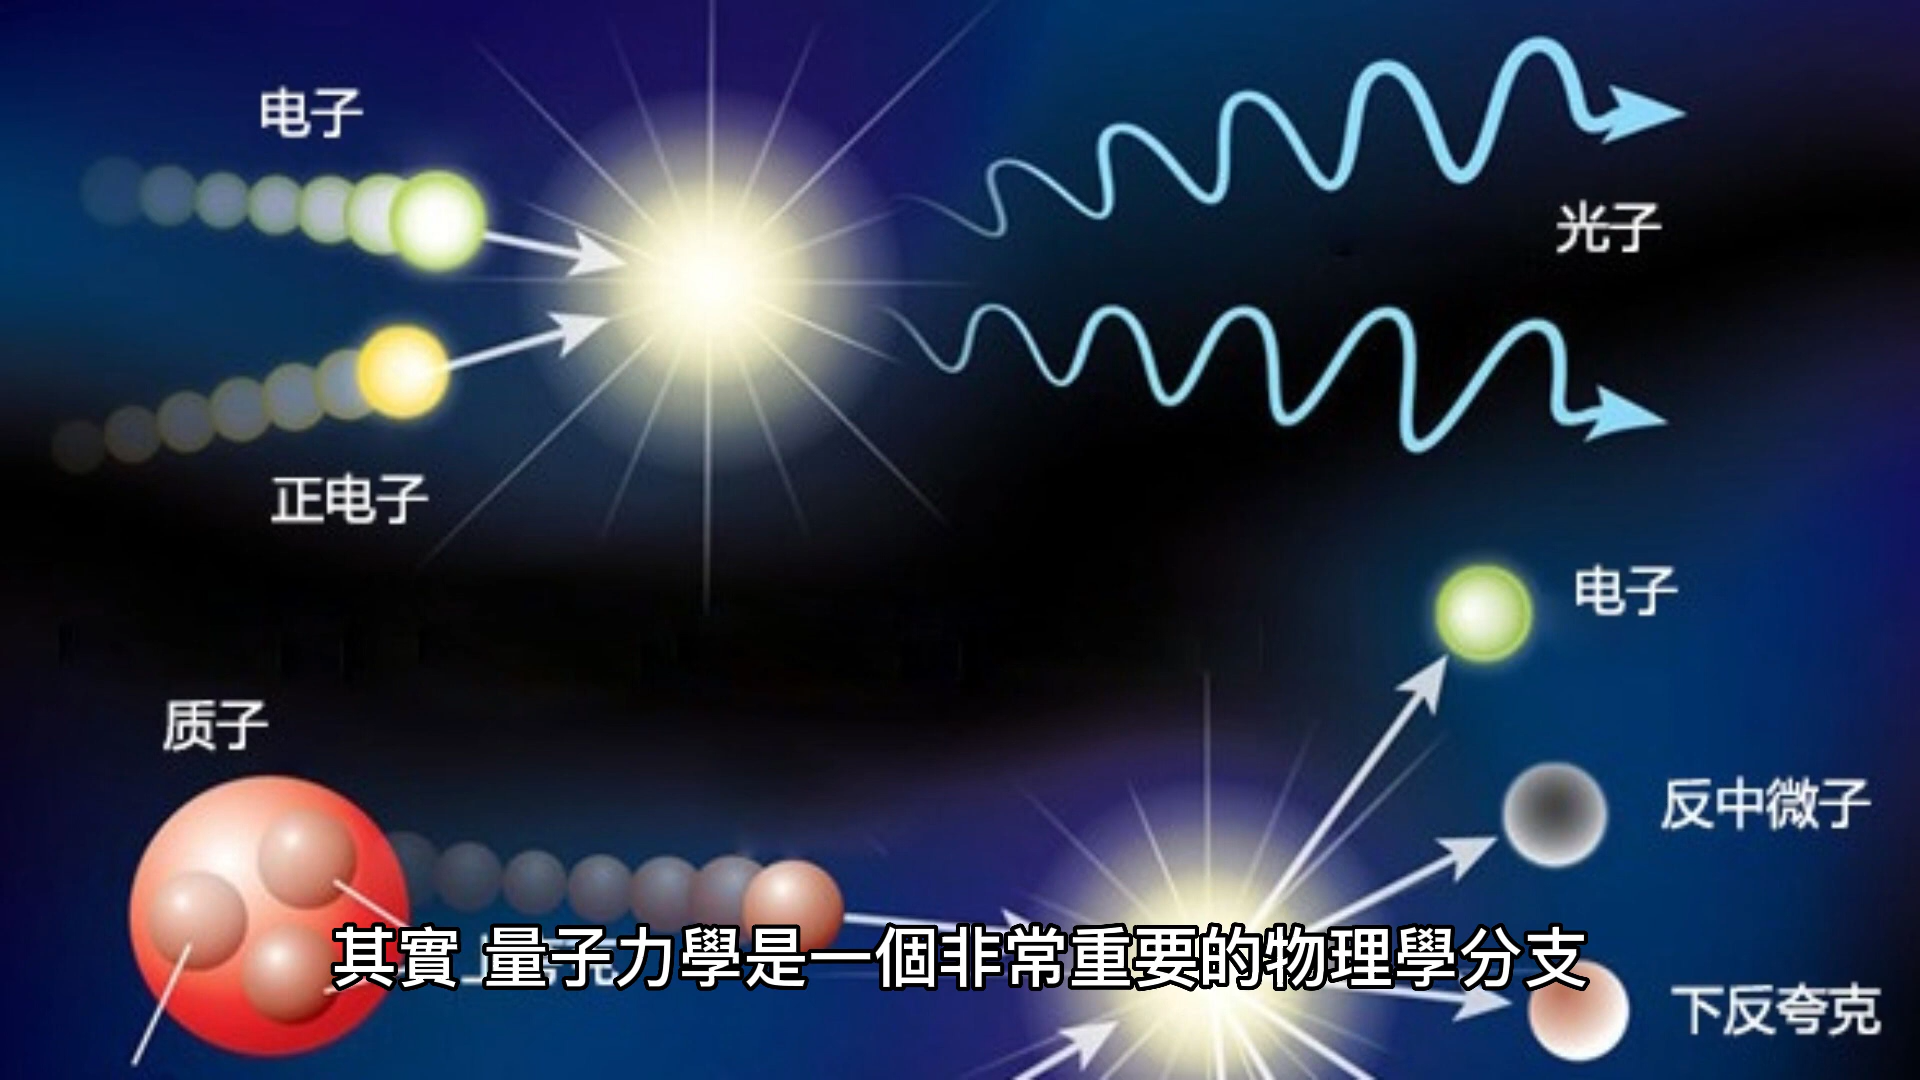 电子
光子
正电子
电子
质子
反中微子
其實 量子力學是一個非常重要的物理學分支
下反夸克